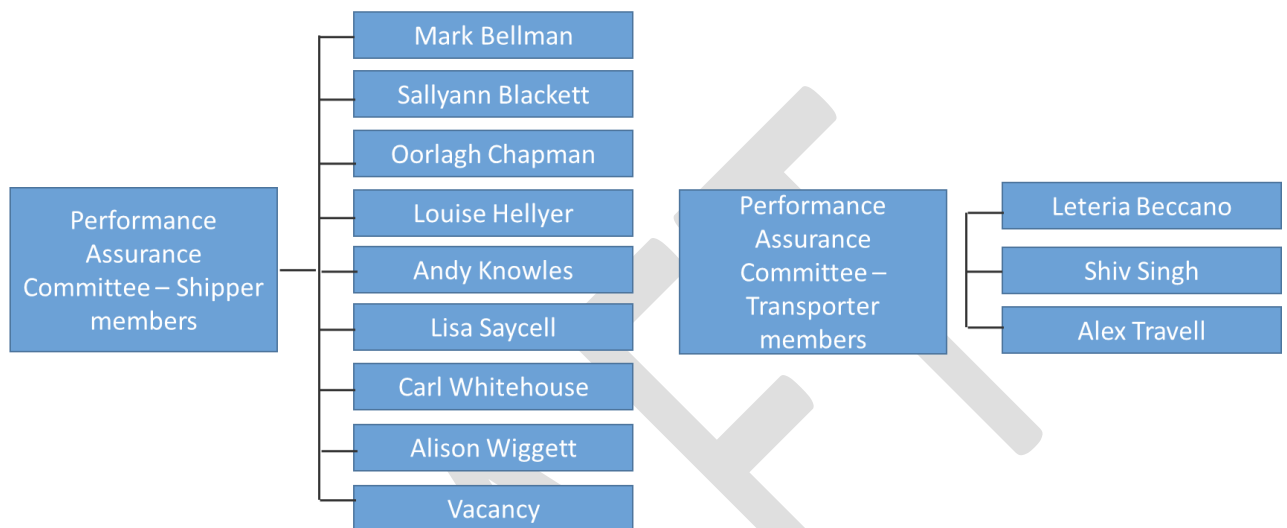 Performance
Assurance
Committee – Shipper
members
Mark Bellman
Sallyann Blackett
Oorlagh Chapman
Louise Hellyer
Andy Knowles
Lisa Saycell
Carl Whitehouse
Alison Wiggett
Vacancy
Performance
Assurance
Committee –
Transporter
members
Leteria Beccano
Shiv Singh
Alex Travell